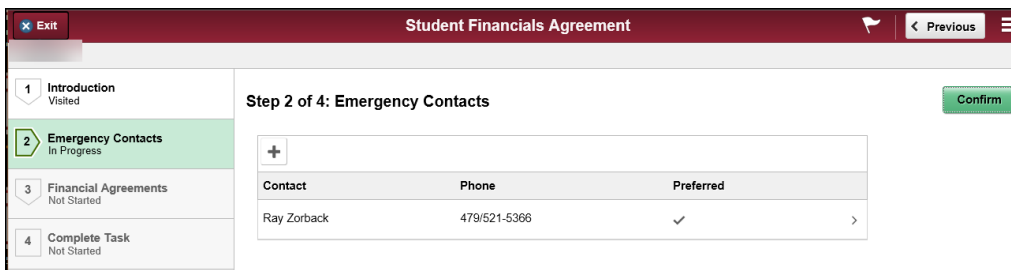 Exit
Student Financials Agreement
Previous
1 Introduction
Visited
2 Emergency Contacts
In Progress
3 Financial Agreements
Not Started
4 Complete Task
Not Started
Step 2 of 4: Emergency Contacts
Confirm
+
Contact Phone Preferred
Ray Zorback 479/521-5366